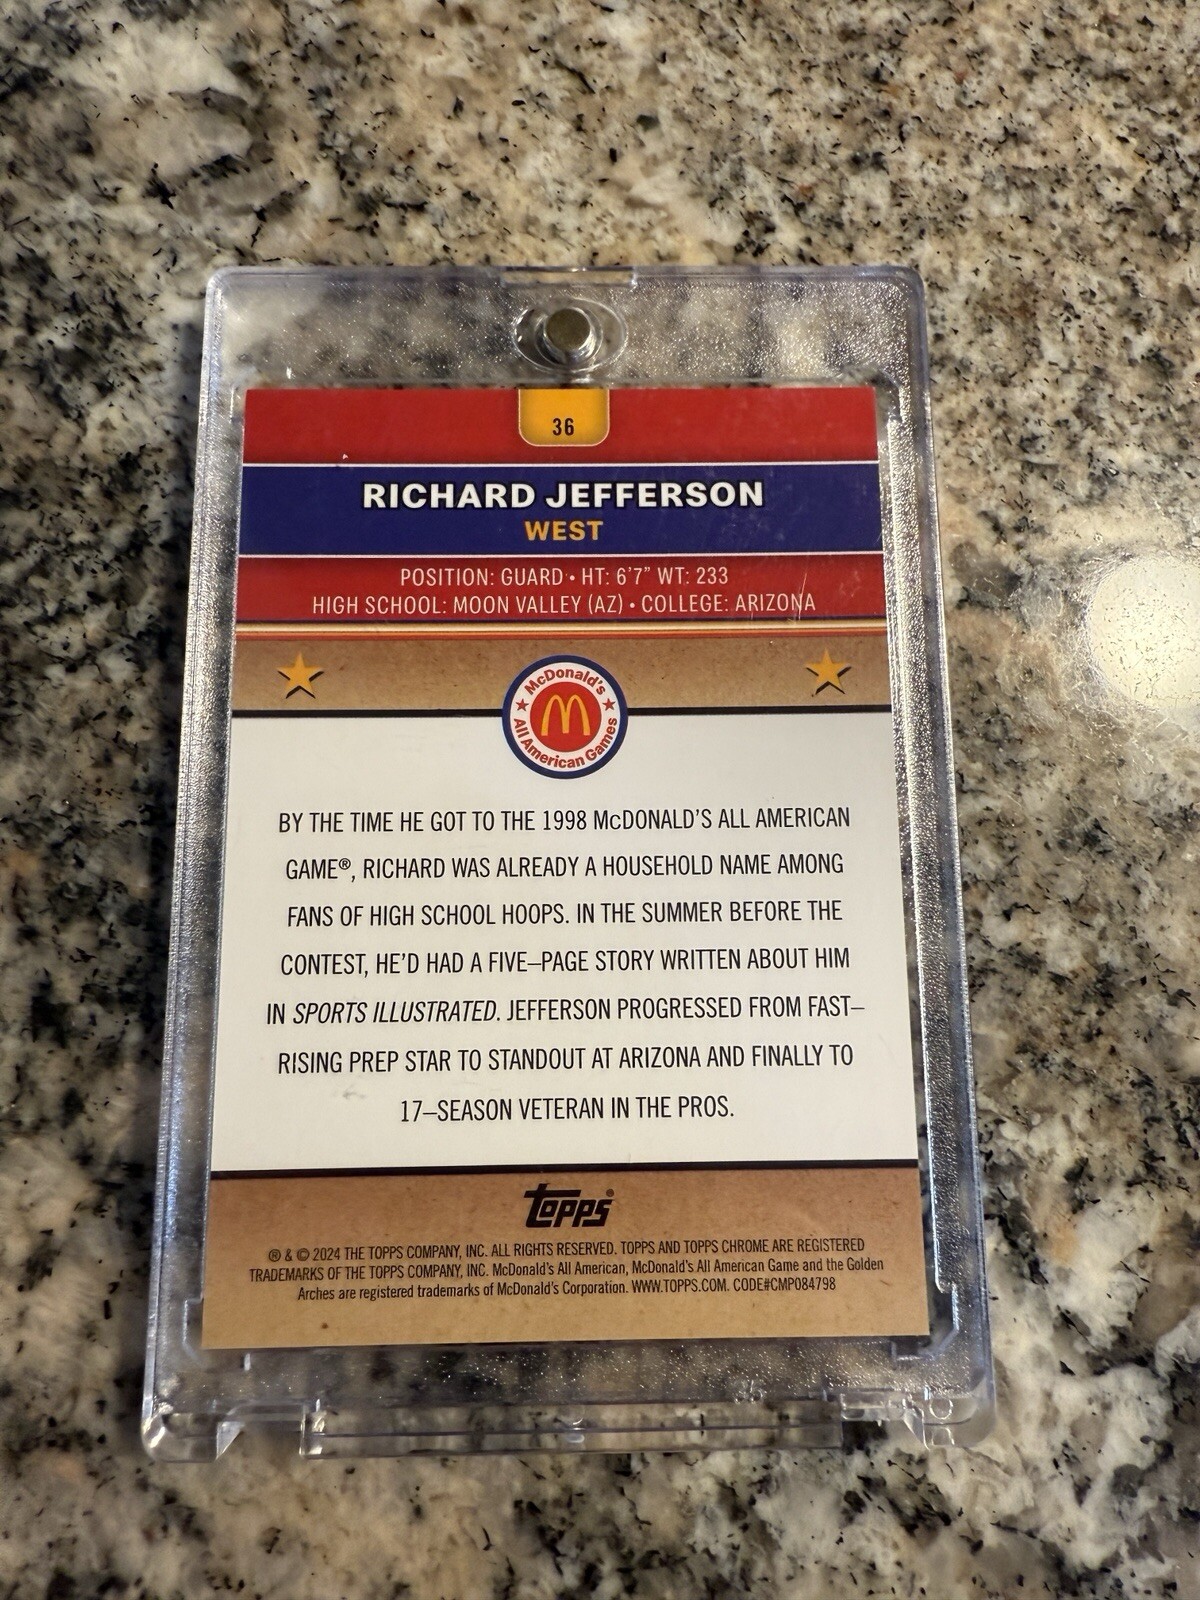 36
RICHARD JEFFERSON
WEST
POSITION: GUARD • HT: 6'7" WT: 233
HIGH SCHOOL: MOON VALLEY (AZ) • COLLEGE: ARIZONA
McDonald's
All American Games
BY THE TIME HE GOT TO THE 1998 McDONALD'S ALL AMERICAN
GAME®, RICHARD WAS ALREADY A HOUSEHOLD NAME AMONG
FANS OF HIGH SCHOOL HOOPS. IN THE SUMMER BEFORE THE
CONTEST, HE'D HAD A FIVE–PAGE STORY WRITTEN ABOUT HIM
IN SPORTS ILLUSTRATED. JEFFERSON PROGRESSED FROM FAST–
RISING PREP STAR TO STANDOUT AT ARIZONA AND FINALLY TO
17–SEASON VETERAN IN THE PROS.
topps®
® & © 2024 THE TOPPS COMPANY, INC. ALL RIGHTS RESERVED. TOPPS AND TOPPS CHROME ARE REGISTERED
TRADEMARKS OF THE TOPPS COMPANY, INC. McDonald's All American, McDonald's All American Game and the Golden
Arches are registered trademarks of McDonald's Corporation. WWW.TOPPS.COM. CODE#CMP084798